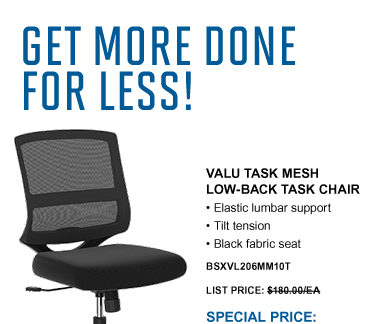 GET MORE DONE
FOR LESS!
VALU TASK MESH
LOW-BACK TASK CHAIR
• Elastic lumbar support
• Tilt tension
• Black fabric seat
BSXVL206MM10T
LIST PRICE: $180.00/EA
SPECIAL PRICE: